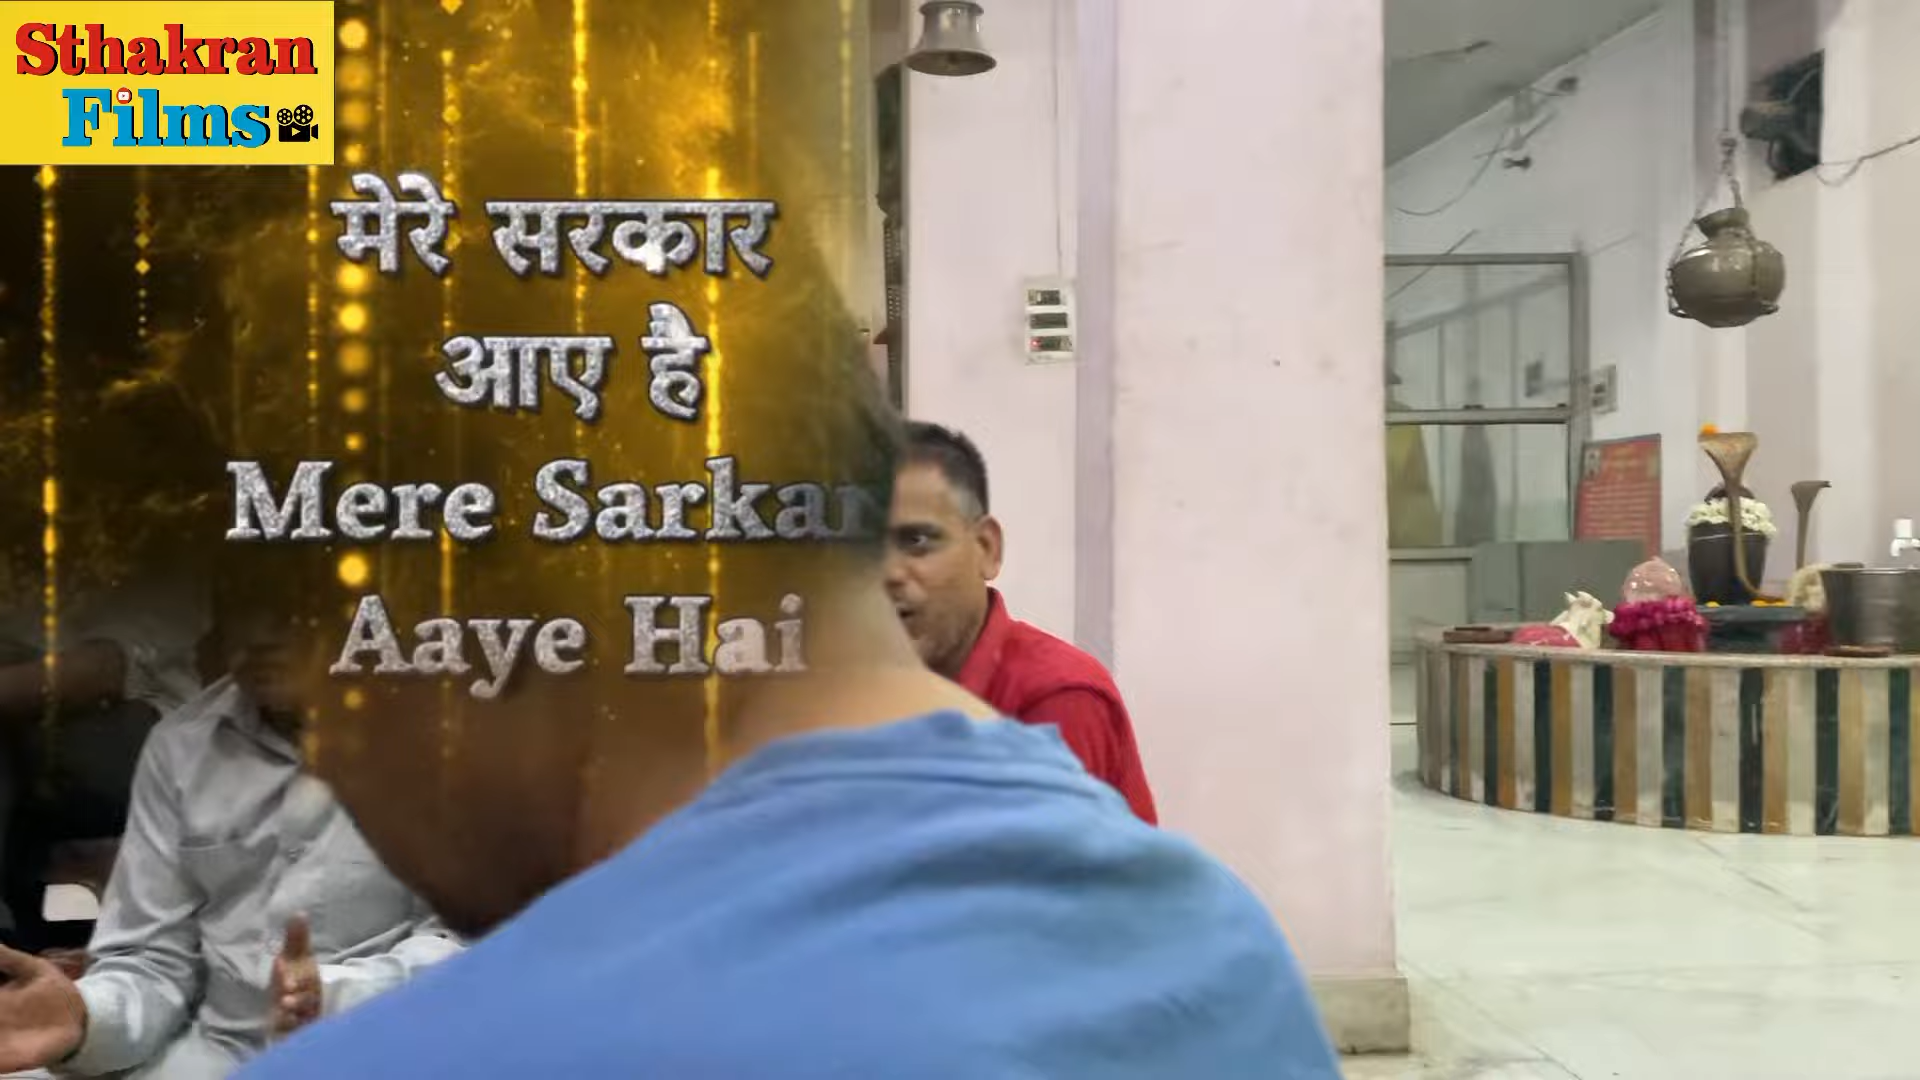 Sthakran
Films
मेरे सरकार
आए है
Mere Sarkar
Aaye Hai